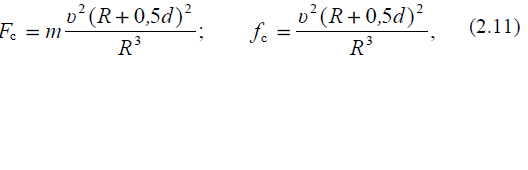 F_c = m \frac{υ^2 (R + 0,5d)^2}{R^3} ; f_c = \frac{υ^2 (R + 0,5d)^2}{R^3} , (2.11)